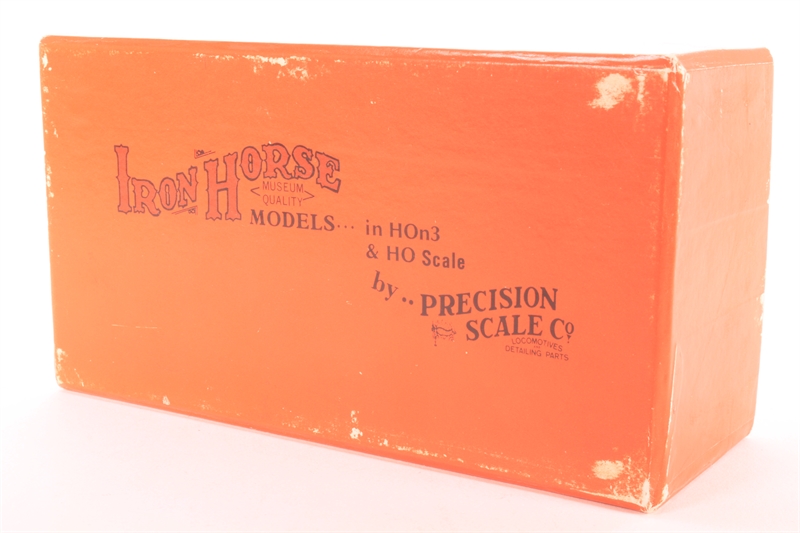 IRON HORSE
MUSEUM
QUALITY
MODELS... in HOn3
& HO Scale
by.. PRECISION
SCALE Co.
LOCOMOTIVES
DETAILING PARTS